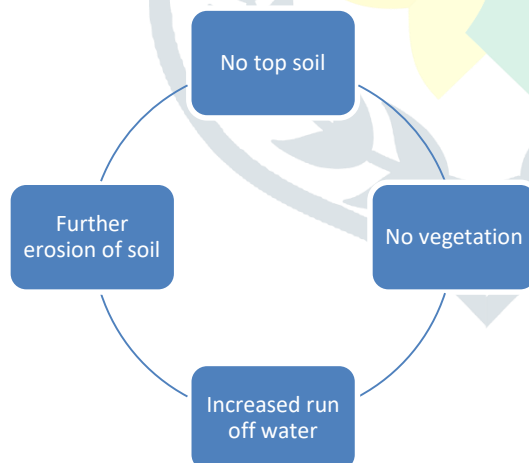 No top soil
No vegetation
Increased run
off water
Further
erosion of soil